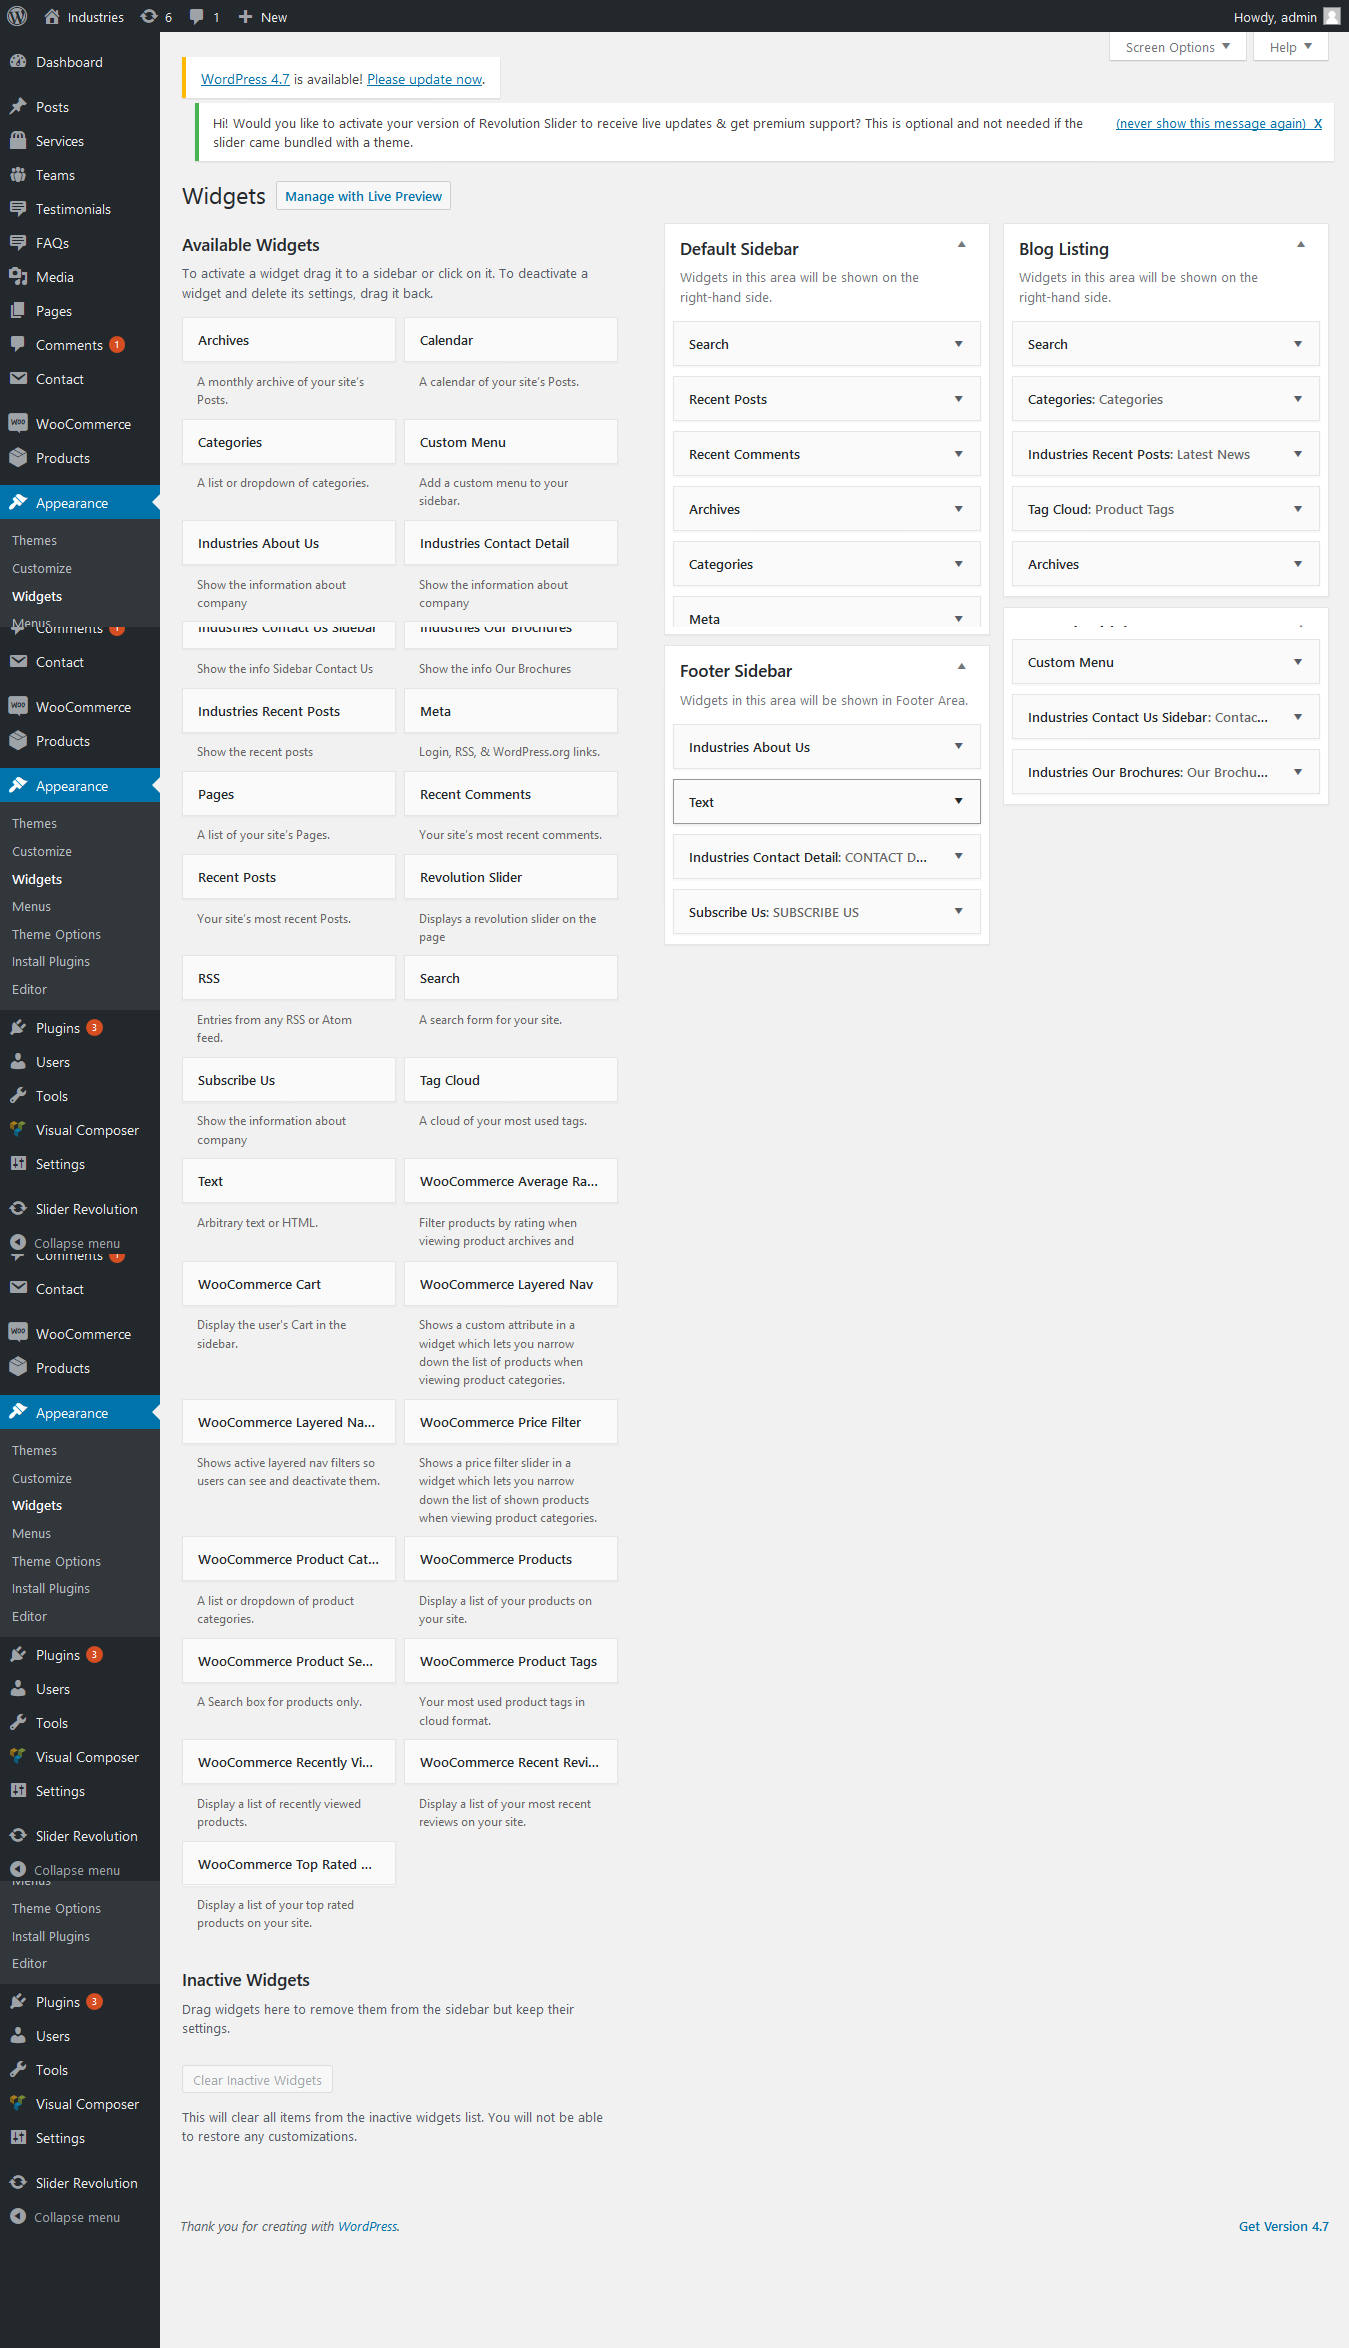 Industries
6
1
New
Howdy, admin
Screen Options
Help
Dashboard
Posts
Services
Teams
Testimonials
FAQs
Media
Pages
Comments 1
Contact
WooCommerce
Products
Appearance
Themes
Customize
Widgets
Menus
Comments
Contact
WooCommerce
Products
Appearance
Themes
Customize
Widgets
Menus
Theme Options
Install Plugins
Editor
Plugins 3
Users
Tools
Visual Composer
Settings
Slider Revolution
Collapse menu
Comments
Contact
WooCommerce
Products
Appearance
Themes
Customize
Widgets
Menus
Theme Options
Install Plugins
Editor
Plugins 3
Users
Tools
Visual Composer
Settings
Slider Revolution
Collapse menu
Menus
Theme Options
Install Plugins
Editor
Plugins 3
Users
Tools
Visual Composer
Settings
Slider Revolution
Collapse menu
WordPress 4.7 is available! Please update now.
Hi! Would you like to activate your version of Revolution Slider to receive live updates & get premium support? This is optional and not needed if the
slider came bundled with a theme.
(never show this message again) X
Widgets
Manage with Live Preview
Available Widgets
To activate a widget drag it to a sidebar or click on it. To deactivate a
widget and delete its settings, drag it back.
Archives
A monthly archive of your site's
Posts.
Calendar
A calendar of your site's Posts.
Categories
A list or dropdown of categories.
Custom Menu
Add a custom menu to your
sidebar.
Industries About Us
Show the information about
company
Industries Contact Detail
Show the information about
company
Industries Contact Us Sidebar
Show the info Sidebar Contact Us
Industries Our Brochures
Show the info Our Brochures
Industries Recent Posts
Show the recent posts
Meta
Login, RSS, & WordPress.org links.
Pages
A list of your site's Pages.
Recent Comments
Your site's most recent comments.
Recent Posts
Your site's most recent Posts.
Revolution Slider
Displays a revolution slider on the
page
RSS
Entries from any RSS or Atom
feed.
Search
A search form for your site.
Subscribe Us
Show the information about
company
Tag Cloud
A cloud of your most used tags.
Text
Arbitrary text or HTML.
WooCommerce Average Ra...
Filter products by rating when
viewing product archives and
WooCommerce Cart
Display the user's Cart in the
sidebar.
WooCommerce Layered Nav
Shows a custom attribute in a
widget which lets you narrow
down the list of products when
viewing product categories.
WooCommerce Layered Na...
Shows active layered nav filters so
users can see and deactivate them.
WooCommerce Price Filter
Shows a price filter slider in a
widget which lets you narrow
down the list of shown products
when viewing product categories.
WooCommerce Product Cat...
A list or dropdown of product
categories.
WooCommerce Products
Display a list of your products on
your site.
WooCommerce Product Se...
A Search box for products only.
WooCommerce Product Tags
Your most used product tags in
cloud format.
WooCommerce Recently Vi...
Display a list of recently viewed
products.
WooCommerce Recent Revi...
Display a list of your most recent
reviews on your site.
WooCommerce Top Rated ...
Display a list of your top rated
products on your site.
Inactive Widgets
Drag widgets here to remove them from the sidebar but keep their
settings.
Clear Inactive Widgets
This will clear all items from the inactive widgets list. You will not be able
to restore any customizations.
Default Sidebar
Widgets in this area will be shown on the
right-hand side.
Search
Recent Posts
Recent Comments
Archives
Categories
Meta
Footer Sidebar
Widgets in this area will be shown in Footer Area.
Industries About Us
Text
Industries Contact Detail: CONTACT D...
Subscribe Us: SUBSCRIBE US
Blog Listing
Widgets in this area will be shown on the
right-hand side.
Search
Categories: Categories
Industries Recent Posts: Latest News
Tag Cloud: Product Tags
Archives
Custom Menu
Industries Contact Us Sidebar: Contac...
Industries Our Brochures: Our Brochu...
Thank you for creating with WordPress.
Get Version 4.7